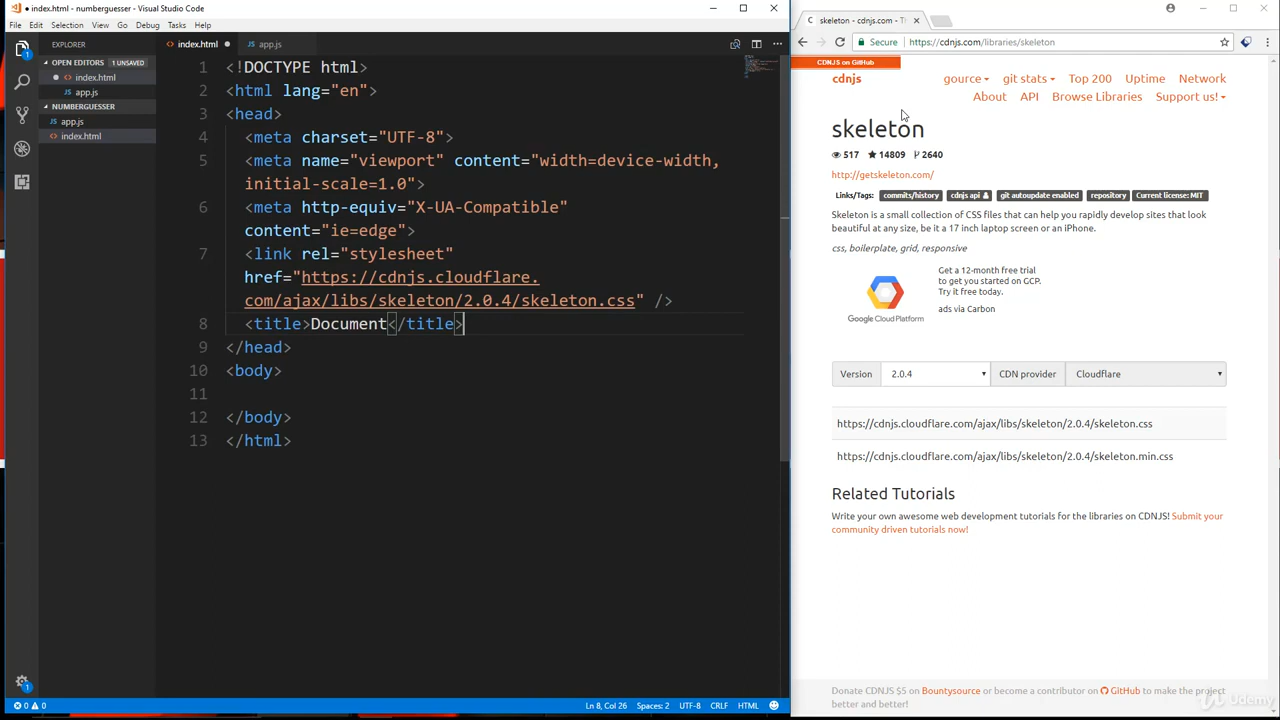 index.html - numberguesser - Visual Studio Code
File Edit Selection View Go Debug Tasks Help
EXPLORER
OPEN EDITORS 1 UNSAVED
index.html
app.js
NUMBERGUESSER
app.js
index.html
index.html
app.js
1 <!DOCTYPE html>
2 <html lang="en">
3 <head>
4 <meta charset="UTF-8">
5 <meta name="viewport" content="width=device-width,
initial-scale=1.0">
6 <meta http-equiv="X-UA-Compatible"
content="ie=edge">
7 <link rel="stylesheet"
href="https://cdnjs.cloudflare.
com/ajax/libs/skeleton/2.0.4/skeleton.css" />
8 <title>Document</title>
9 </head>
10 <body>
11
12 </body>
13 </html>
0 0
Ln 8, Col 26 Spaces: 2 UTF-8 CRLF HTML
1
1
skeleton - cdnjs.com - T
Secure https://cdnjs.com/libraries/skeleton
CDNJS on GitHub
cdnjs
gource git stats Top 200 Uptime Network
About API Browse Libraries Support us!
skeleton
517 14809 2640
http://getskeleton.com/
Links/Tags: commits/history cdnjs api git autoupdate enabled repository Current license: MIT
Skeleton is a small collection of CSS files that can help you rapidly develop sites that look
beautiful at any size, be it a 17 inch laptop screen or an iPhone.
css, boilerplate, grid, responsive
Get a 12-month free trial
to get you started on GCP.
Try it free today.
ads via Carbon
Google Cloud Platform
Version 2.0.4 CDN provider Cloudflare
https://cdnjs.cloudflare.com/ajax/libs/skeleton/2.0.4/skeleton.css
https://cdnjs.cloudflare.com/ajax/libs/skeleton/2.0.4/skeleton.min.css
Related Tutorials
Write your own awesome web development tutorials for the libraries on CDNJS! Submit your
community driven tutorials now!
Donate CDNJS $5 on Bountysource or become a contributor on GitHub to make the project
better and better!
Udemy